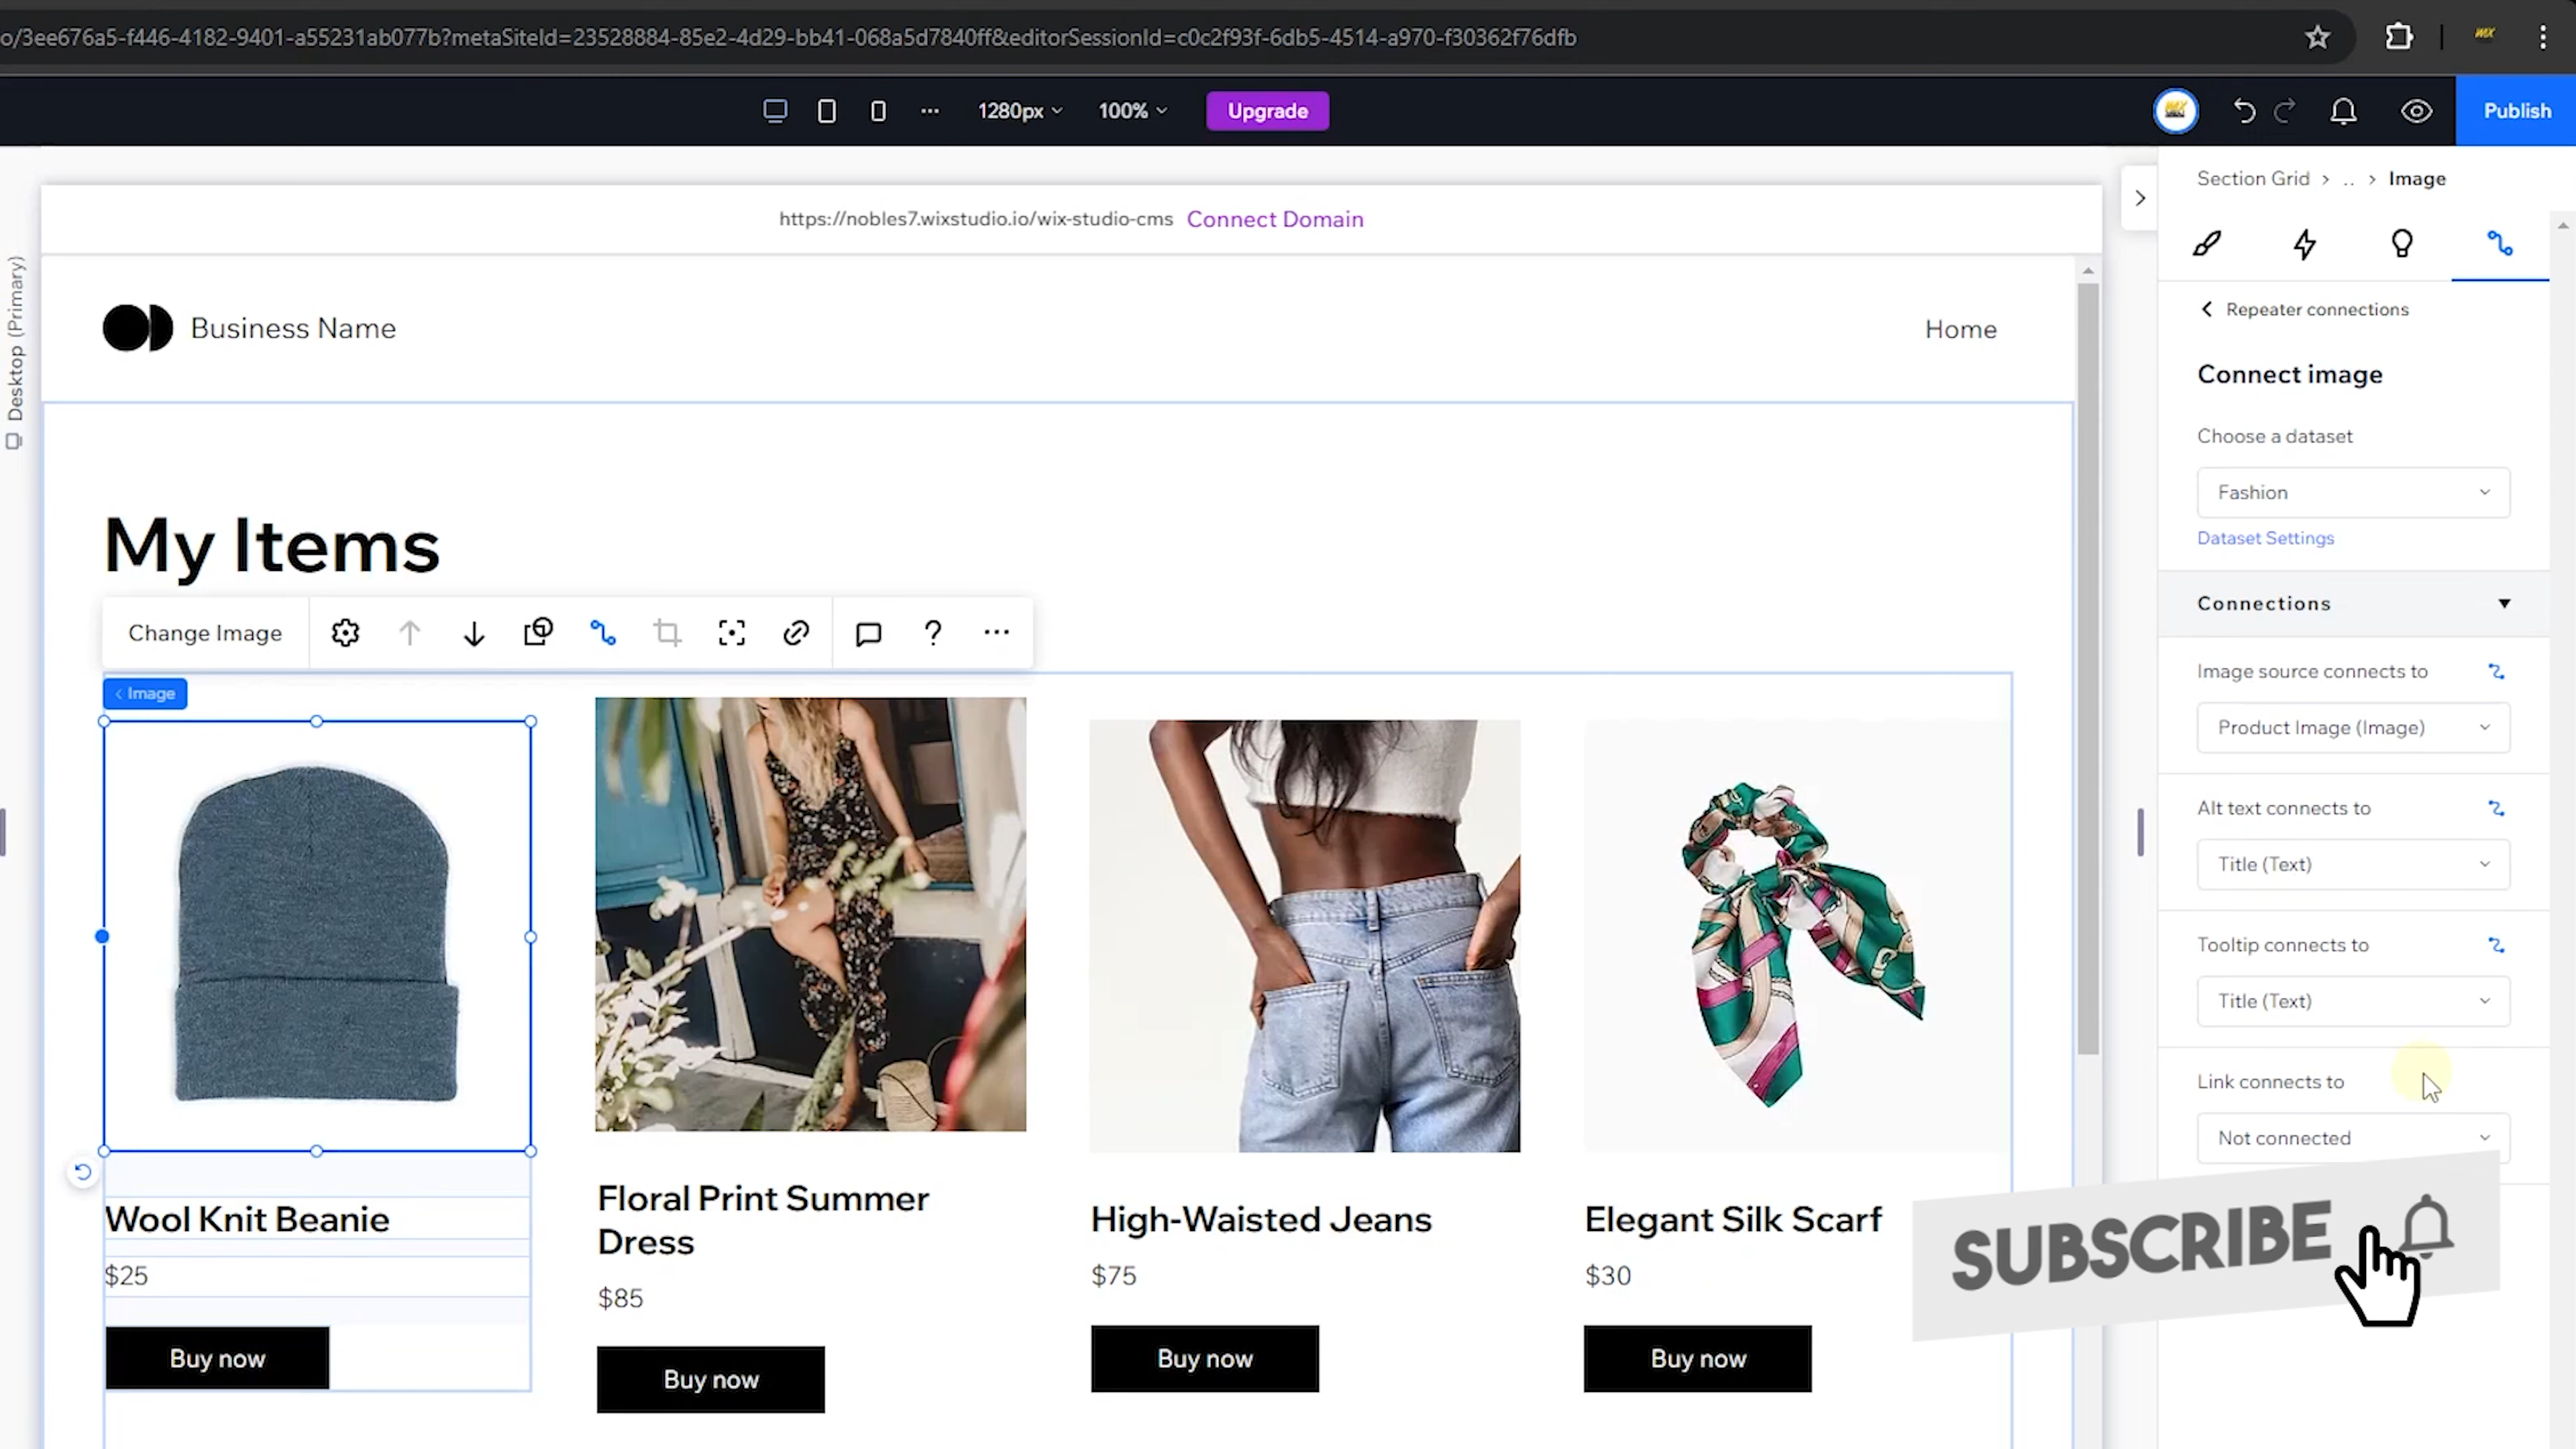 o/3ee676a5-f446-4182-9401-a55231ab077b?metaSiteId=23528884-85e2-4d29-bb41-068a5d7840ff&editorSessionId=c0c2f93f-6db5-4514-a970-f30362f76dfb
1280px
100%
Upgrade
Publish
Desktop (Primary)
https://nobles7.wixstudio.io/wix-studio-cms Connect Domain
Business Name
Home
My Items
Change Image
?
Image
Wool Knit Beanie
$25
Buy now
Floral Print Summer
Dress
$85
Buy now
High-Waisted Jeans
$75
Buy now
Elegant Silk Scarf
$30
Buy now
Section Grid > .. > Image
Repeater connections
Connect image
Choose a dataset
Fashion
Dataset Settings
Connections
Image source connects to
Product Image (Image)
Alt text connects to
Title (Text)
Tooltip connects to
Title (Text)
Link connects to
Not connected
SUBSCRIBE